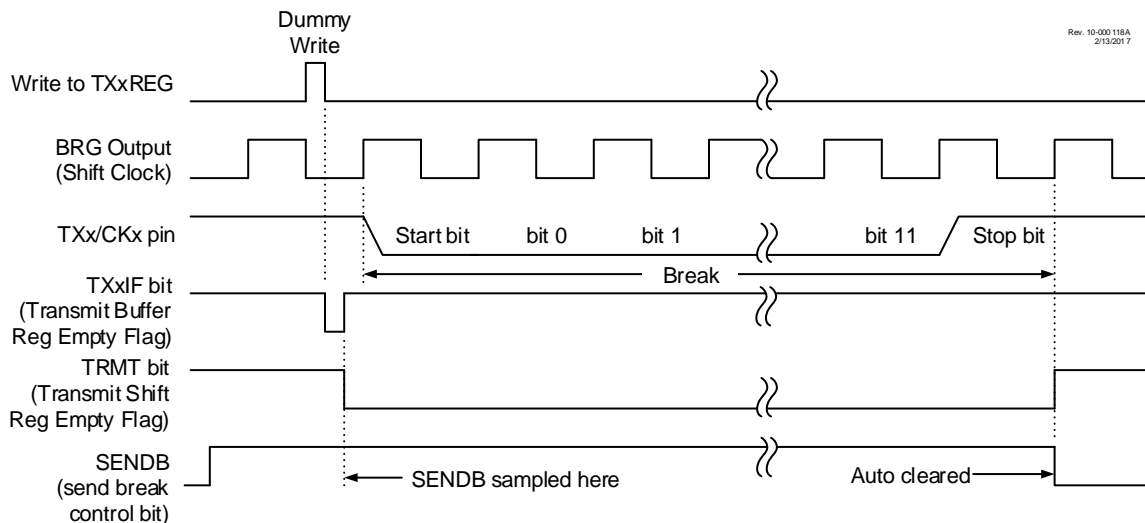 Dummy
Write
Rev. 10-000118A
2/13/2017
Write to TXxREG
BRG Output
(Shift Clock)
TXx/CKx pin
Start bit
bit 0
bit 1
bit 11
Stop bit
Break
TXxIF bit
(Transmit Buffer
Reg Empty Flag)
TRMT bit
(Transmit Shift
Reg Empty Flag)
SENDB
(send break
control bit)
SENDB sampled here
Auto cleared